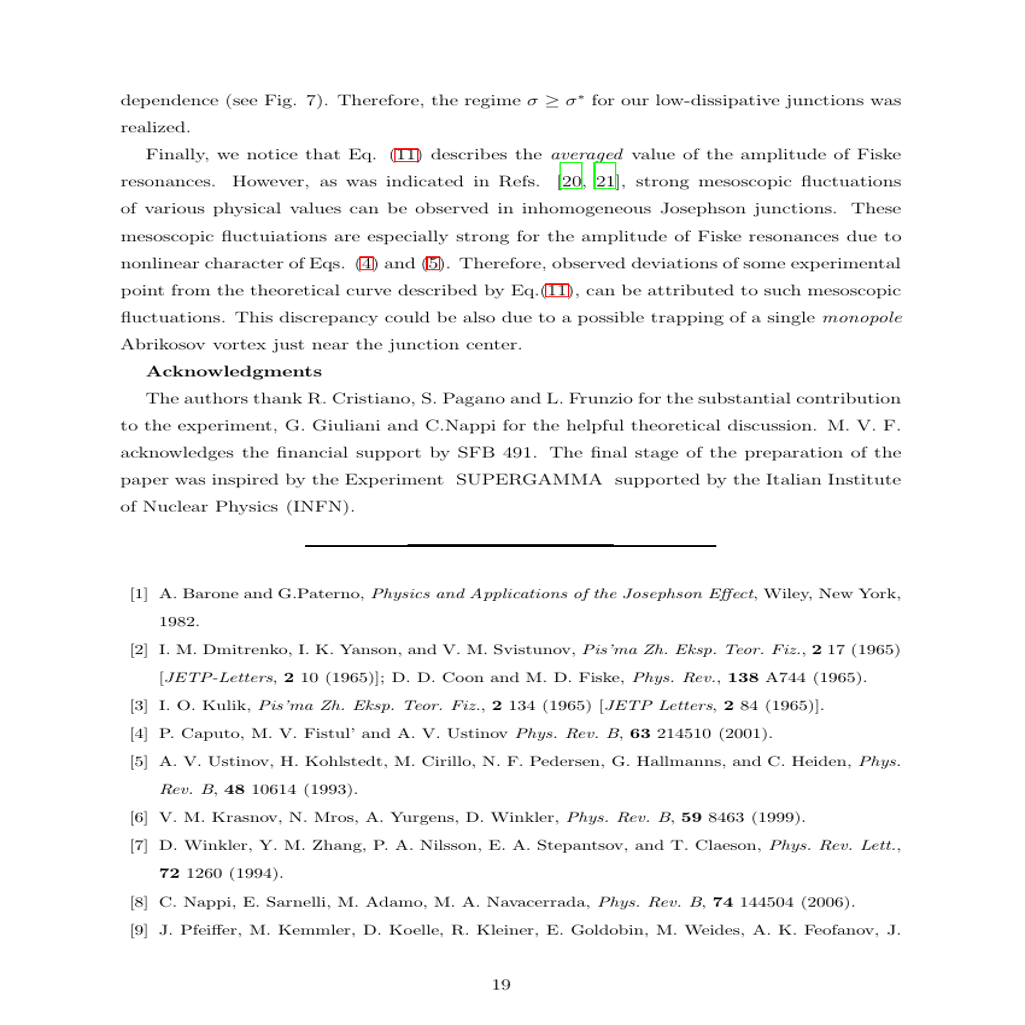 dependence (see Fig. 7). Therefore, the regime σ ≥ σ* for our low-dissipative junctions was
realized.
Finally, we notice that Eq. (11) describes the averaged value of the amplitude of Fiske
resonances. However, as was indicated in Refs. [20, 21], strong mesoscopic fluctuations
of various physical values can be observed in inhomogeneous Josephson junctions. These
mesoscopic fluctuiations are especially strong for the amplitude of Fiske resonances due to
nonlinear character of Eqs. (4) and (5). Therefore, observed deviations of some experimental
point from the theoretical curve described by Eq.(11), can be attributed to such mesoscopic
fluctuations. This discrepancy could be also due to a possible trapping of a single monopole
Abrikosov vortex just near the junction center.
Acknowledgments
The authors thank R. Cristiano, S. Pagano and L. Frunzio for the substantial contribution
to the experiment, G. Giuliani and C.Nappi for the helpful theoretical discussion. M. V. F.
acknowledges the financial support by SFB 491. The final stage of the preparation of the
paper was inspired by the Experiment SUPERGAMMA supported by the Italian Institute
of Nuclear Physics (INFN).
[1] A. Barone and G.Paterno, Physics and Applications of the Josephson Effect, Wiley, New York,
1982.
[2] I. M. Dmitrenko, I. K. Yanson, and V. M. Svistunov, Pis'ma Zh. Eksp. Teor. Fiz., 2 17 (1965)
[JETP-Letters, 2 10 (1965)]; D. D. Coon and M. D. Fiske, Phys. Rev., 138 A744 (1965).
[3] I. O. Kulik, Pis'ma Zh. Eksp. Teor. Fiz., 2 134 (1965) [JETP Letters, 2 84 (1965)].
[4] P. Caputo, M. V. Fistul' and A. V. Ustinov Phys. Rev. B, 63 214510 (2001).
[5] A. V. Ustinov, H. Kohlstedt, M. Cirillo, N. F. Pedersen, G. Hallmanns, and C. Heiden, Phys.
Rev. B, 48 10614 (1993).
[6] V. M. Krasnov, N. Mros, A. Yurgens, D. Winkler, Phys. Rev. B, 59 8463 (1999).
[7] D. Winkler, Y. M. Zhang, P. A. Nilsson, E. A. Stepantsov, and T. Claeson, Phys. Rev. Lett.,
72 1260 (1994).
[8] C. Nappi, E. Sarnelli, M. Adamo, M. A. Navacerrada, Phys. Rev. B, 74 144504 (2006).
[9] J. Pfeiffer, M. Kemmler, D. Koelle, R. Kleiner, E. Goldobin, M. Weides, A. K. Feofanov, J.
19